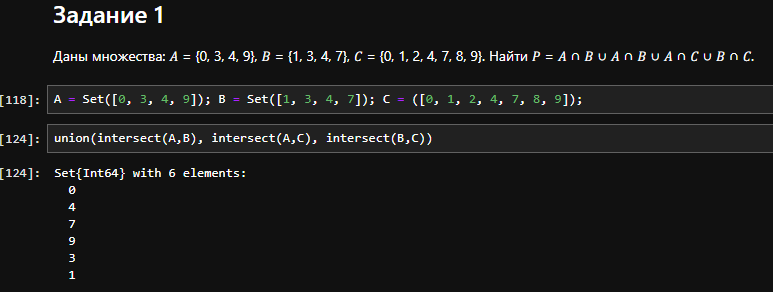 Задание 1
Даны множества: A = {0, 3, 4, 9}, B = {1, 3, 4, 7}, C = {0, 1, 2, 4, 7, 8, 9}. Найти P = A ∩ B ∪ A ∩ B ∪ A ∩ C ∪ B ∩ C.
[118]: A = Set([0, 3, 4, 9]); B = Set([1, 3, 4, 7]); C = ([0, 1, 2, 4, 7, 8, 9]);
[124]: union(intersect(A,B), intersect(A,C), intersect(B,C))
[124]: Set{Int64} with 6 elements:
0
4
7
9
3
1